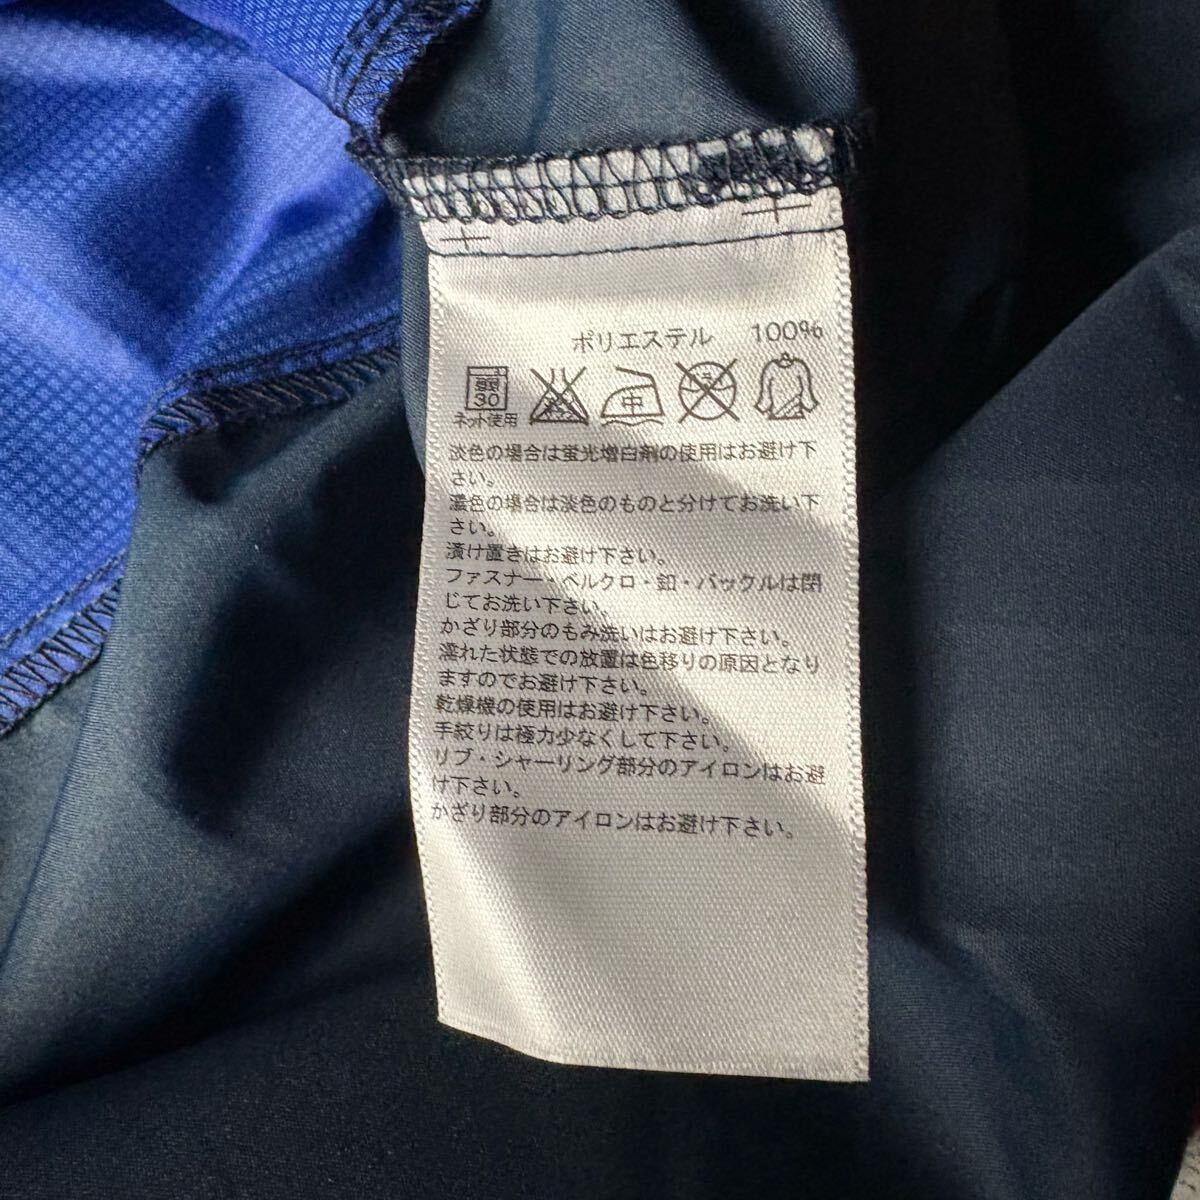 ポリエステル 100%
弱
30
ネット使用
中
淡色の場合は蛍光増白剤の使用はお避け下
さい。
濃色の場合は淡色のものと分けてお洗い下
さい。
漬け置きはお避け下さい。
ファスナー・ベルクロ・釦・バックルは閉
じてお洗い下さい。
かざり部分のもみ洗いはお避け下さい。
濡れた状態での放置は色移りの原因となり
ますのでお避け下さい。
乾燥機の使用はお避け下さい。
手絞りは極力少なくして下さい。
リブ・シャーリング部分のアイロンはお避
け下さい。
かざり部分のアイロンはお避け下さい。